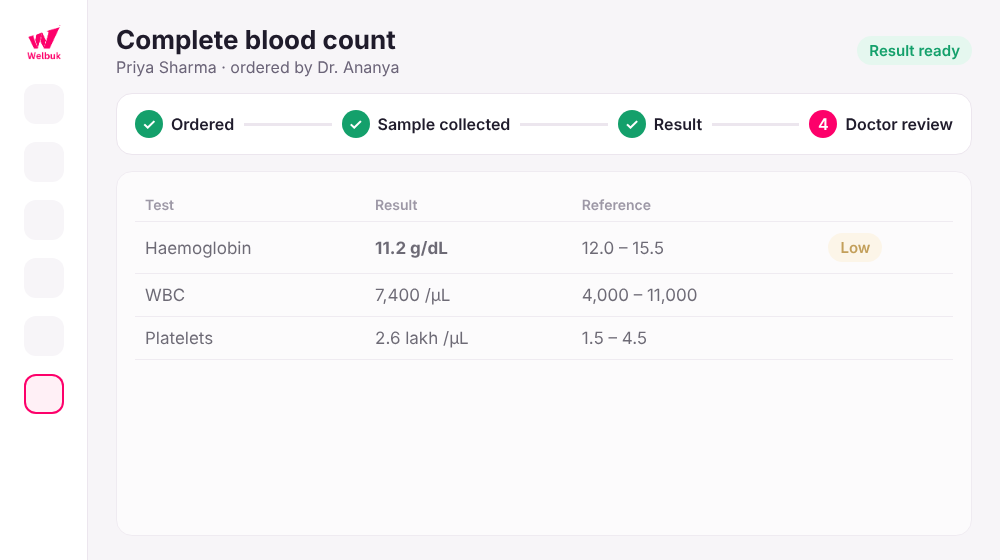 Welbuk
Complete blood count
Priya Sharma · ordered by Dr. Ananya
Result ready
Ordered
Sample collected
Result
4 Doctor review
Test Result Reference
Haemoglobin 11.2 g/dL 12.0 – 15.5 Low
WBC 7,400 /µL 4,000 – 11,000
Platelets 2.6 lakh /µL 1.5 – 4.5